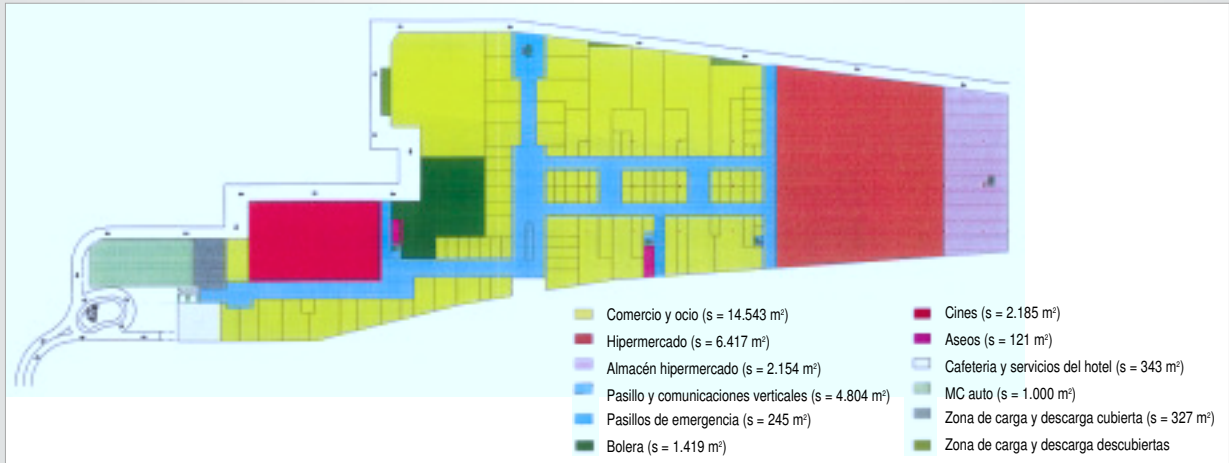 Comercio y ocio (s = 14.543 m²)
Hipermercado (s = 6.417 m²)
Almacén hipermercado (s = 2.154 m²)
Pasillo y comunicaciones verticales (s = 4.804 m²)
Pasillos de emergencia (s = 245 m²)
Bolera (s = 1.419 m²)
Cines (s = 2.185 m²)
Aseos (s = 121 m²)
Cafeteria y servicios del hotel (s = 343 m²)
MC auto (s = 1.000 m²)
Zona de carga y descarga cubierta (s = 327 m²)
Zona de carga y descarga descubiertas